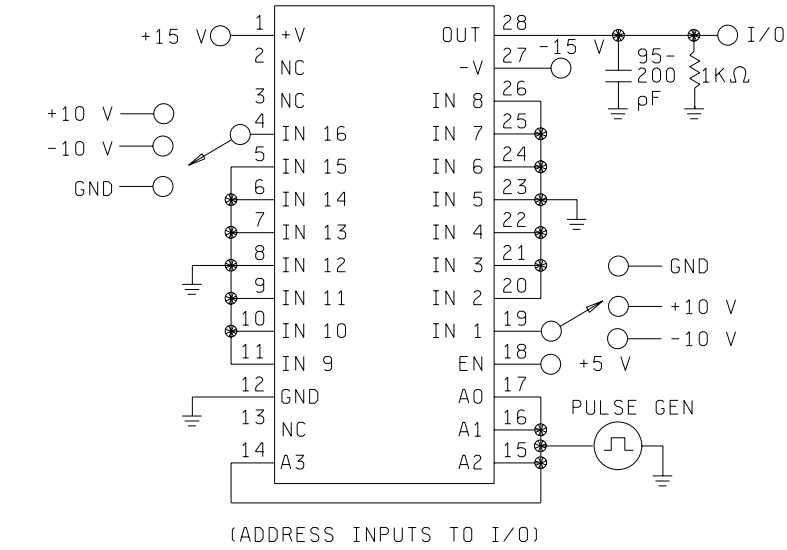 1 28
+15 V +V OUT I/O
2 27 -15 V
NC -V 95-
200
pF 1KΩ
3 26
NC IN 8
+10 V
4 25
IN 16 IN 7
-10 V
5 24
IN 15 IN 6
GND
6 23
IN 14 IN 5
7 22
IN 13 IN 4
8 21
IN 12 IN 3
GND
9 20
IN 11 IN 2
+10 V
10 19
IN 10 IN 1
-10 V
11 18
IN 9 EN +5 V
12 17
GND A0
PULSE GEN
13 16
NC A1
14 15
A3 A2
(ADDRESS INPUTS TO I/O)